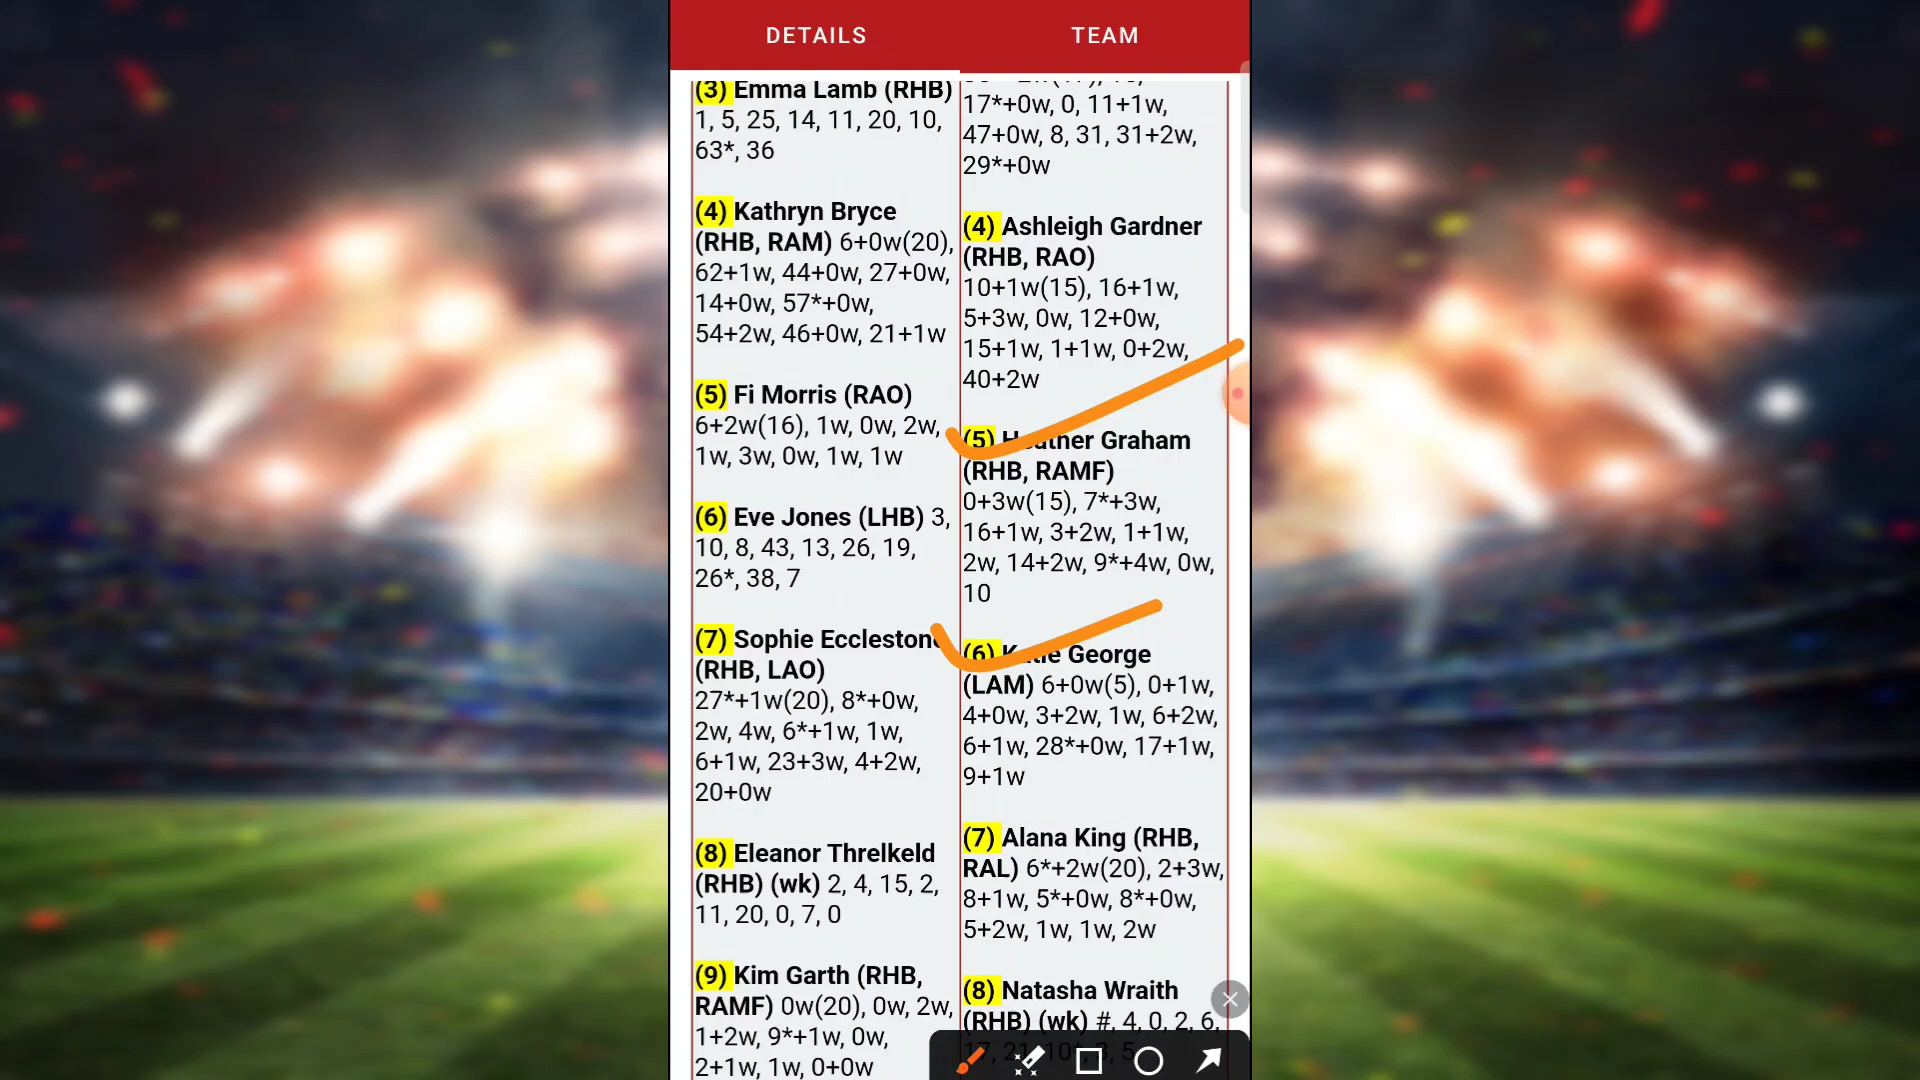 DETAILS
TEAM
(3) Emma Lamb (RHB)
1, 5, 25, 14, 11, 20, 10,
63*, 36
(4) Kathryn Bryce
(RHB, RAM) 6+0w(20),
62+1w, 44+0w, 27+0w,
14+0w, 57*+0w,
54+2w, 46+0w, 21+1w
(5) Fi Morris (RAO)
6+2w(16), 1w, 0w, 2w,
1w, 3w, 0w, 1w, 1w
(6) Eve Jones (LHB) 3,
10, 8, 43, 13, 26, 19,
26*, 38, 7
(7) Sophie Ecclestone
(RHB, LAO)
27*+1w(20), 8*+0w,
2w, 4w, 6*+1w, 1w,
6+1w, 23+3w, 4+2w,
20+0w
(8) Eleanor Threlkeld
(RHB) (wk) 2, 4, 15, 2,
11, 20, 0, 7, 0
(9) Kim Garth (RHB,
RAMF) 0w(20), 0w, 2w,
1+2w, 9*+1w, 0w,
2+1w, 1w, 0+0w
17*+0w, 0, 11+1w,
47+0w, 8, 31, 31+2w,
29*+0w
(4) Ashleigh Gardner
(RHB, RAO)
10+1w(15), 16+1w,
5+3w, 0w, 12+0w,
15+1w, 1+1w, 0+2w,
40+2w
(5) Heather Graham
(RHB, RAMF)
0+3w(15), 7*+3w,
16+1w, 3+2w, 1+1w,
2w, 14+2w, 9*+4w, 0w,
10
(6) Katie George
(LAM) 6+0w(5), 0+1w,
4+0w, 3+2w, 1w, 6+2w,
6+1w, 28*+0w, 17+1w,
9+1w
(7) Alana King (RHB,
RAL) 6*+2w(20), 2+3w,
8+1w, 5*+0w, 8*+0w,
5+2w, 1w, 1w, 2w
(8) Natasha Wraith
(RHB) (wk) #, 4, 0, 2, 6,